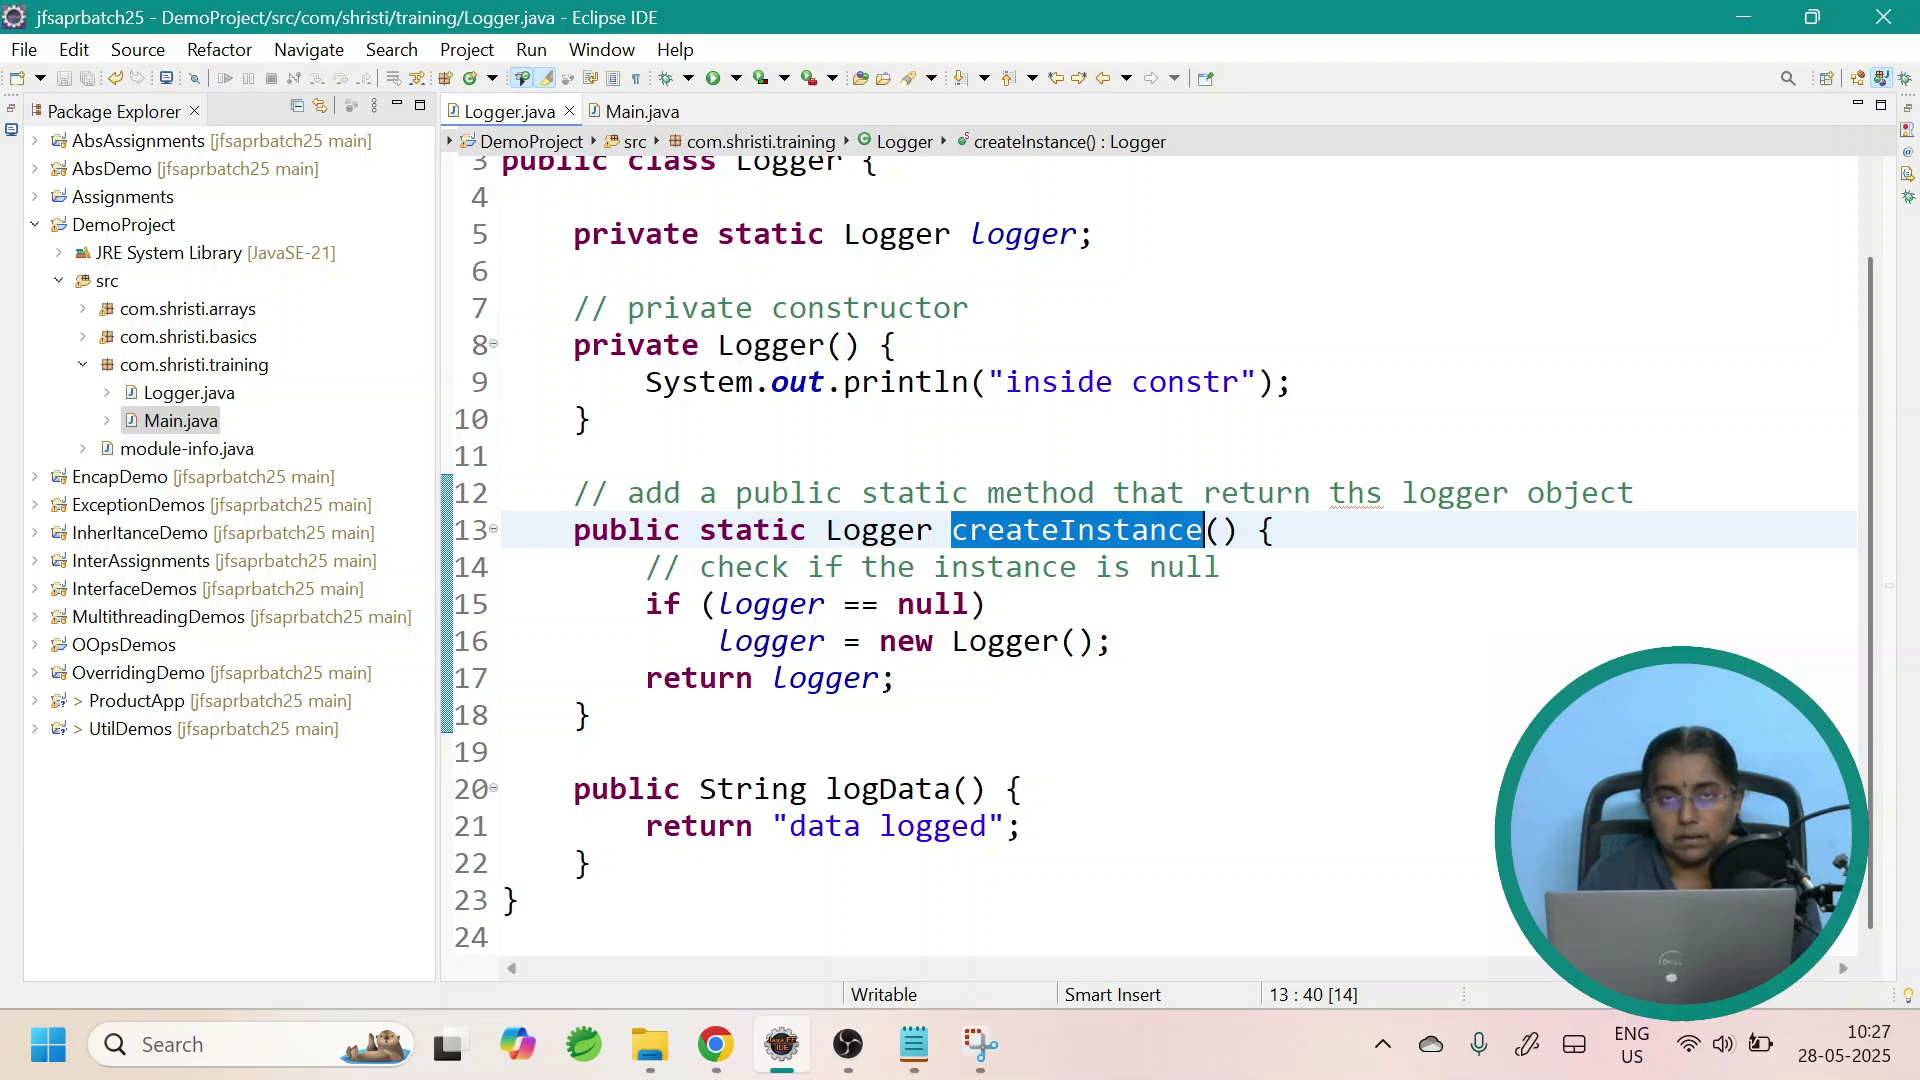 jfsaprbatch25 - DemoProject/src/com/shristi/training/Logger.java - Eclipse IDE
File Edit Source Refactor Navigate Search Project Run Window Help
Package Explorer
AbsAssignments [jfsaprbatch25 main]
AbsDemo [jfsaprbatch25 main]
Assignments
DemoProject
JRE System Library [JavaSE-21]
src
com.shristi.arrays
com.shristi.basics
com.shristi.training
Logger.java
Main.java
module-info.java
EncapDemo [jfsaprbatch25 main]
ExceptionDemos [jfsaprbatch25 main]
InherItanceDemo [jfsaprbatch25 main]
InterAssignments [jfsaprbatch25 main]
InterfaceDemos [jfsaprbatch25 main]
MultithreadingDemos [jfsaprbatch25 main]
OOpsDemos
OverridingDemo [jfsaprbatch25 main]
> ProductApp [jfsaprbatch25 main]
> UtilDemos [jfsaprbatch25 main]
Logger.java Main.java
DemoProject src com.shristi.training Logger createInstance() : Logger
3 public class Logger {
4
5 private static Logger logger;
6
7 // private constructor
8 private Logger() {
9 System.out.println("inside constr");
10 }
11
12 // add a public static method that return ths logger object
13 public static Logger createInstance() {
14 // check if the instance is null
15 if (logger == null)
16 logger = new Logger();
17 return logger;
18 }
19
20 public String logData() {
21 return "data logged";
22 }
23 }
24
Writable Smart Insert 13 : 40 [14]
Search
ENG
US
10:27
28-05-2025
DELL